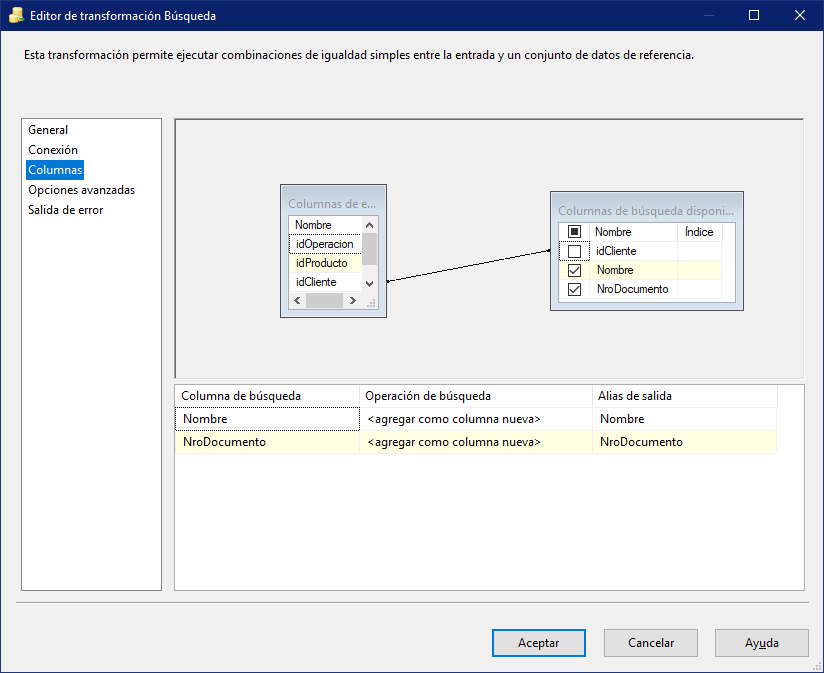 Editor de transformación Búsqueda
Esta transformación permite ejecutar combinaciones de igualdad simples entre la entrada y un conjunto de datos de referencia.
General
Conexión
Columnas
Opciones avanzadas
Salida de error
Columnas de e...
Nombre
idOperacion
idProducto
idCliente
Columnas de búsqueda disponi...
Nombre Índice
idCliente
Nombre
NroDocumento
Columna de búsqueda Operación de búsqueda Alias de salida
Nombre <agregar como columna nueva> Nombre
NroDocumento <agregar como columna nueva> NroDocumento
Aceptar Cancelar Ayuda